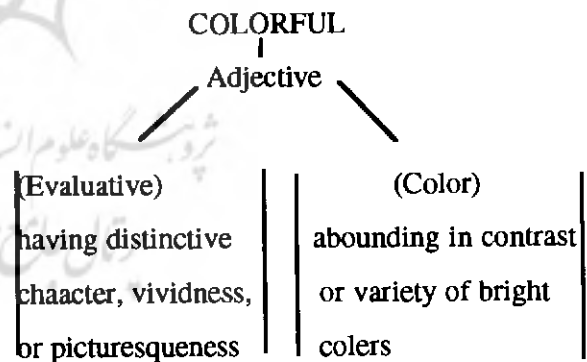 COLORFUL
Adjective
(Evaluative)
having distinctive
chaacter, vividness,
or picturesqueness
(Color)
abounding in contrast
or variety of bright
colers